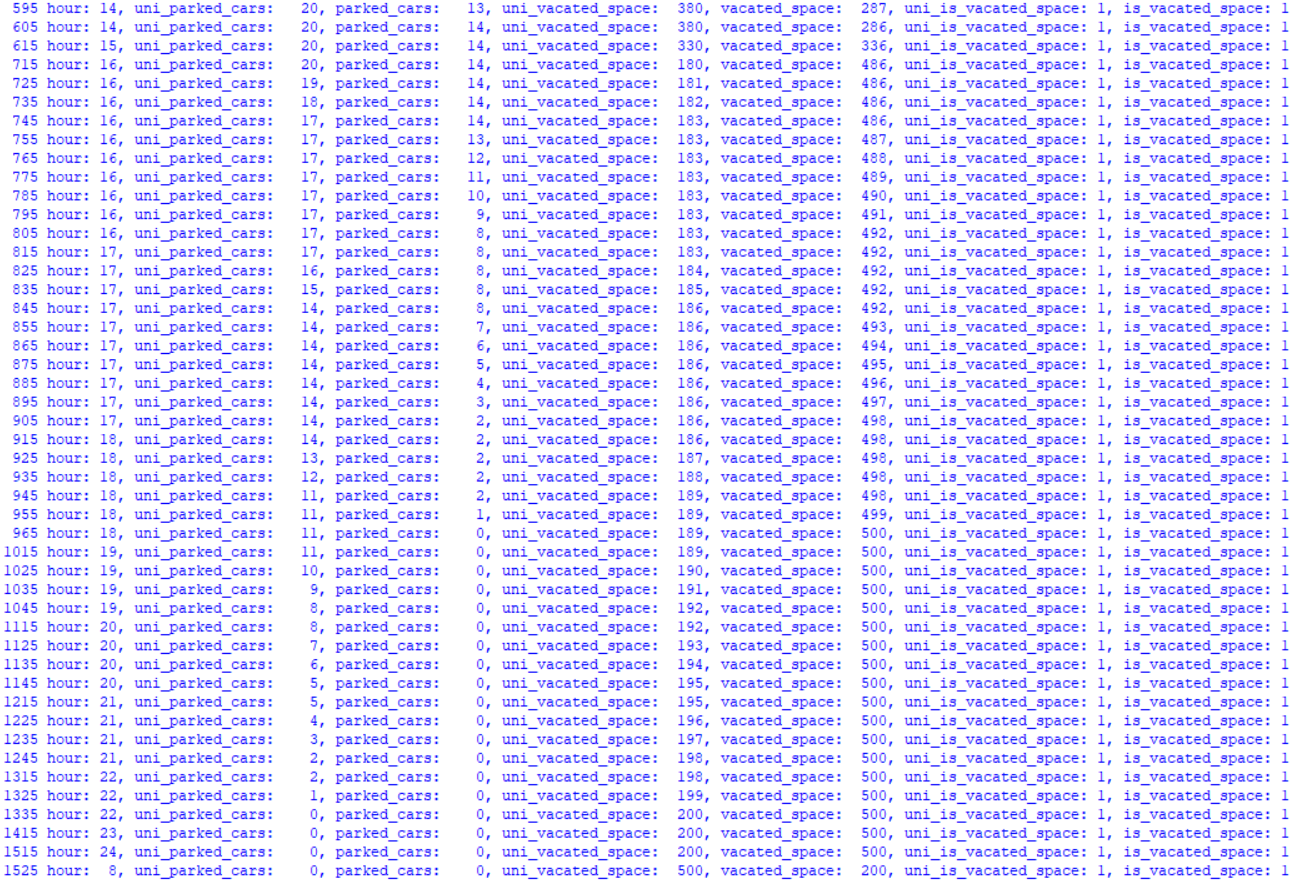 595 hour: 14, uni_parked_cars:   20, parked_cars:   13, uni_vacated_space:  380, vacated_space:  287, uni_is_vacated_space: 1, is_vacated_space: 1
605 hour: 14, uni_parked_cars:   20, parked_cars:   14, uni_vacated_space:  380, vacated_space:  286, uni_is_vacated_space: 1, is_vacated_space: 1
615 hour: 15, uni_parked_cars:   20, parked_cars:   14, uni_vacated_space:  330, vacated_space:  336, uni_is_vacated_space: 1, is_vacated_space: 1
715 hour: 16, uni_parked_cars:   20, parked_cars:   14, uni_vacated_space:  180, vacated_space:  486, uni_is_vacated_space: 1, is_vacated_space: 1
725 hour: 16, uni_parked_cars:   19, parked_cars:   14, uni_vacated_space:  181, vacated_space:  486, uni_is_vacated_space: 1, is_vacated_space: 1
735 hour: 16, uni_parked_cars:   18, parked_cars:   14, uni_vacated_space:  182, vacated_space:  486, uni_is_vacated_space: 1, is_vacated_space: 1
745 hour: 16, uni_parked_cars:   17, parked_cars:   14, uni_vacated_space:  183, vacated_space:  486, uni_is_vacated_space: 1, is_vacated_space: 1
755 hour: 16, uni_parked_cars:   17, parked_cars:   13, uni_vacated_space:  183, vacated_space:  487, uni_is_vacated_space: 1, is_vacated_space: 1
765 hour: 16, uni_parked_cars:   17, parked_cars:   12, uni_vacated_space:  183, vacated_space:  488, uni_is_vacated_space: 1, is_vacated_space: 1
775 hour: 16, uni_parked_cars:   17, parked_cars:   11, uni_vacated_space:  183, vacated_space:  489, uni_is_vacated_space: 1, is_vacated_space: 1
785 hour: 16, uni_parked_cars:   17, parked_cars:   10, uni_vacated_space:  183, vacated_space:  490, uni_is_vacated_space: 1, is_vacated_space: 1
795 hour: 16, uni_parked_cars:   17, parked_cars:    9, uni_vacated_space:  183, vacated_space:  491, uni_is_vacated_space: 1, is_vacated_space: 1
805 hour: 16, uni_parked_cars:   17, parked_cars:    8, uni_vacated_space:  183, vacated_space:  492, uni_is_vacated_space: 1, is_vacated_space: 1
815 hour: 17, uni_parked_cars:   17, parked_cars:    8, uni_vacated_space:  183, vacated_space:  492, uni_is_vacated_space: 1, is_vacated_space: 1
825 hour: 17, uni_parked_cars:   16, parked_cars:    8, uni_vacated_space:  184, vacated_space:  492, uni_is_vacated_space: 1, is_vacated_space: 1
835 hour: 17, uni_parked_cars:   15, parked_cars:    8, uni_vacated_space:  185, vacated_space:  492, uni_is_vacated_space: 1, is_vacated_space: 1
845 hour: 17, uni_parked_cars:   14, parked_cars:    8, uni_vacated_space:  186, vacated_space:  492, uni_is_vacated_space: 1, is_vacated_space: 1
855 hour: 17, uni_parked_cars:   14, parked_cars:    7, uni_vacated_space:  186, vacated_space:  493, uni_is_vacated_space: 1, is_vacated_space: 1
865 hour: 17, uni_parked_cars:   14, parked_cars:    6, uni_vacated_space:  186, vacated_space:  494, uni_is_vacated_space: 1, is_vacated_space: 1
875 hour: 17, uni_parked_cars:   14, parked_cars:    5, uni_vacated_space:  186, vacated_space:  495, uni_is_vacated_space: 1, is_vacated_space: 1
885 hour: 17, uni_parked_cars:   14, parked_cars:    4, uni_vacated_space:  186, vacated_space:  496, uni_is_vacated_space: 1, is_vacated_space: 1
895 hour: 17, uni_parked_cars:   14, parked_cars:    3, uni_vacated_space:  186, vacated_space:  497, uni_is_vacated_space: 1, is_vacated_space: 1
905 hour: 17, uni_parked_cars:   14, parked_cars:    2, uni_vacated_space:  186, vacated_space:  498, uni_is_vacated_space: 1, is_vacated_space: 1
915 hour: 18, uni_parked_cars:   14, parked_cars:    2, uni_vacated_space:  186, vacated_space:  498, uni_is_vacated_space: 1, is_vacated_space: 1
925 hour: 18, uni_parked_cars:   13, parked_cars:    2, uni_vacated_space:  187, vacated_space:  498, uni_is_vacated_space: 1, is_vacated_space: 1
935 hour: 18, uni_parked_cars:   12, parked_cars:    2, uni_vacated_space:  188, vacated_space:  498, uni_is_vacated_space: 1, is_vacated_space: 1
945 hour: 18, uni_parked_cars:   11, parked_cars:    2, uni_vacated_space:  189, vacated_space:  498, uni_is_vacated_space: 1, is_vacated_space: 1
955 hour: 18, uni_parked_cars:   11, parked_cars:    1, uni_vacated_space:  189, vacated_space:  499, uni_is_vacated_space: 1, is_vacated_space: 1
965 hour: 18, uni_parked_cars:   11, parked_cars:    0, uni_vacated_space:  189, vacated_space:  500, uni_is_vacated_space: 1, is_vacated_space: 1
1015 hour: 19, uni_parked_cars:   11, parked_cars:    0, uni_vacated_space:  189, vacated_space:  500, uni_is_vacated_space: 1, is_vacated_space: 1
1025 hour: 19, uni_parked_cars:   10, parked_cars:    0, uni_vacated_space:  190, vacated_space:  500, uni_is_vacated_space: 1, is_vacated_space: 1
1035 hour: 19, uni_parked_cars:    9, parked_cars:    0, uni_vacated_space:  191, vacated_space:  500, uni_is_vacated_space: 1, is_vacated_space: 1
1045 hour: 19, uni_parked_cars:    8, parked_cars:    0, uni_vacated_space:  192, vacated_space:  500, uni_is_vacated_space: 1, is_vacated_space: 1
1115 hour: 20, uni_parked_cars:    8, parked_cars:    0, uni_vacated_space:  192, vacated_space:  500, uni_is_vacated_space: 1, is_vacated_space: 1
1125 hour: 20, uni_parked_cars:    7, parked_cars:    0, uni_vacated_space:  193, vacated_space:  500, uni_is_vacated_space: 1, is_vacated_space: 1
1135 hour: 20, uni_parked_cars:    6, parked_cars:    0, uni_vacated_space:  194, vacated_space:  500, uni_is_vacated_space: 1, is_vacated_space: 1
1145 hour: 20, uni_parked_cars:    5, parked_cars:    0, uni_vacated_space:  195, vacated_space:  500, uni_is_vacated_space: 1, is_vacated_space: 1
1215 hour: 21, uni_parked_cars:    5, parked_cars:    0, uni_vacated_space:  195, vacated_space:  500, uni_is_vacated_space: 1, is_vacated_space: 1
1225 hour: 21, uni_parked_cars:    4, parked_cars:    0, uni_vacated_space:  196, vacated_space:  500, uni_is_vacated_space: 1, is_vacated_space: 1
1235 hour: 21, uni_parked_cars:    3, parked_cars:    0, uni_vacated_space:  197, vacated_space:  500, uni_is_vacated_space: 1, is_vacated_space: 1
1245 hour: 21, uni_parked_cars:    2, parked_cars:    0, uni_vacated_space:  198, vacated_space:  500, uni_is_vacated_space: 1, is_vacated_space: 1
1315 hour: 22, uni_parked_cars:    2, parked_cars:    0, uni_vacated_space:  198, vacated_space:  500, uni_is_vacated_space: 1, is_vacated_space: 1
1325 hour: 22, uni_parked_cars:    1, parked_cars:    0, uni_vacated_space:  199, vacated_space:  500, uni_is_vacated_space: 1, is_vacated_space: 1
1335 hour: 22, uni_parked_cars:    0, parked_cars:    0, uni_vacated_space:  200, vacated_space:  500, uni_is_vacated_space: 1, is_vacated_space: 1
1415 hour: 23, uni_parked_cars:    0, parked_cars:    0, uni_vacated_space:  200, vacated_space:  500, uni_is_vacated_space: 1, is_vacated_space: 1
1515 hour: 24, uni_parked_cars:    0, parked_cars:    0, uni_vacated_space:  200, vacated_space:  500, uni_is_vacated_space: 1, is_vacated_space: 1
1525 hour:  8, uni_parked_cars:    0, parked_cars:    0, uni_vacated_space:  500, vacated_space:  200, uni_is_vacated_space: 1, is_vacated_space: 1